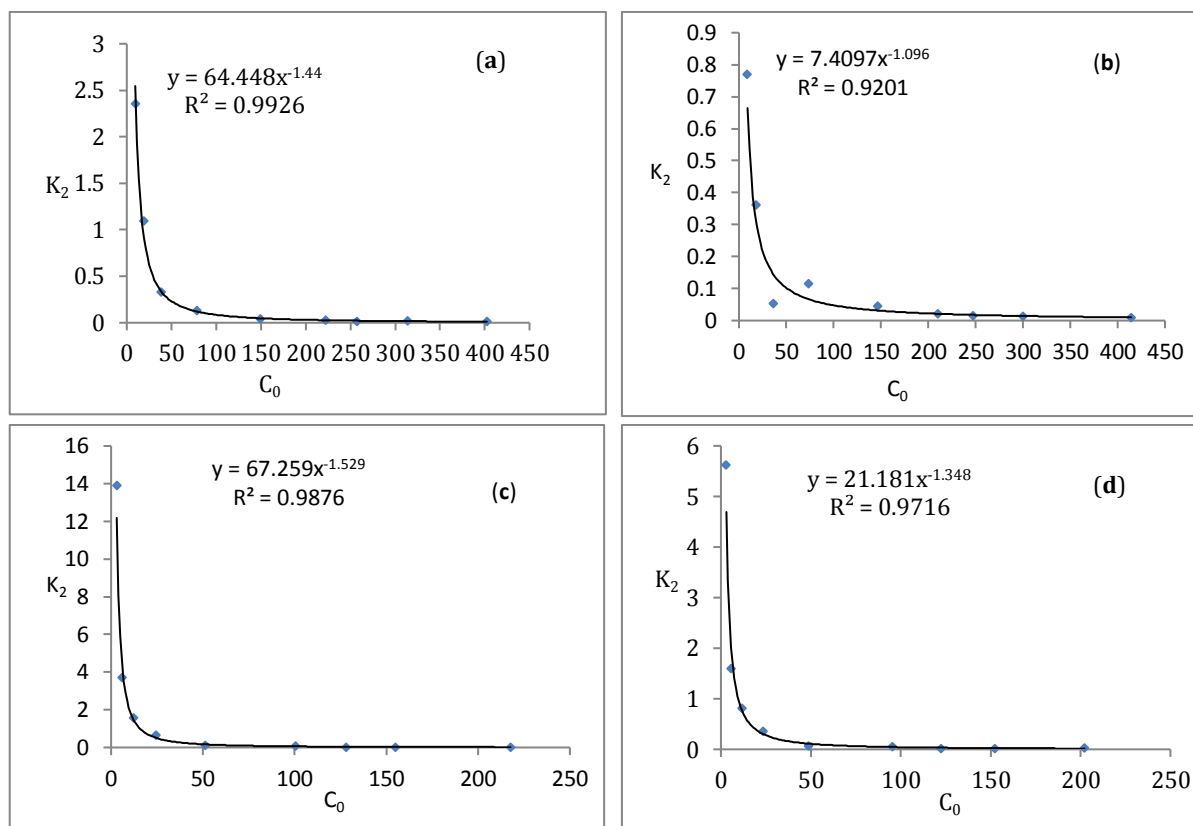 (a)
y = 64.448x^-1.44
R² = 0.9926
3
2.5
2
1.5
1
0.5
0
K₂
0 50 100 150 200 250 300 350 400 450
C₀
(b)
y = 7.4097x^-1.096
R² = 0.9201
0.9
0.8
0.7
0.6
0.5
0.4
0.3
0.2
0.1
0
K₂
0 50 100 150 200 250 300 350 400 450
C₀
(c)
y = 67.259x^-1.529
R² = 0.9876
16
14
12
10
8
6
4
2
0
K₂
0 50 100 150 200 250
C₀
(d)
y = 21.181x^-1.348
R² = 0.9716
6
5
4
3
2
1
0
K₂
0 50 100 150 200 250
C₀